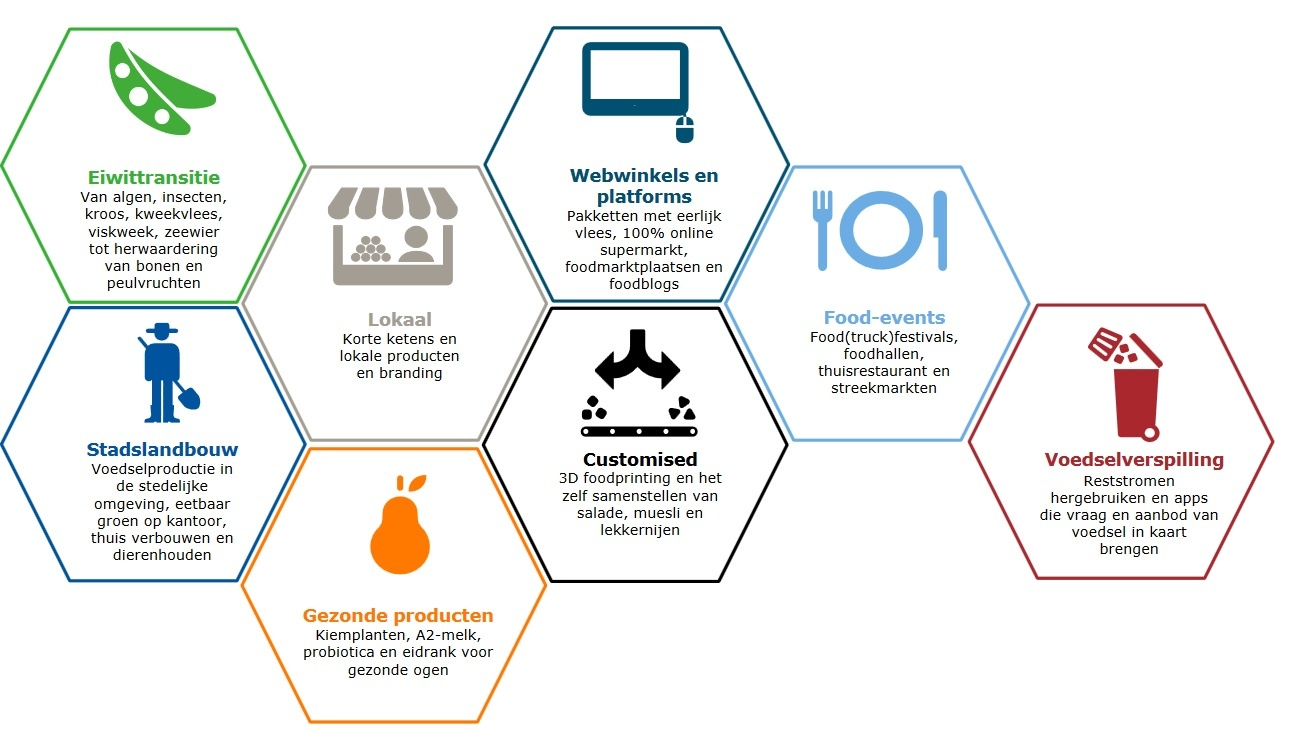 Eiwittransitie
Van algen, insecten,
kroos, kweekvlees,
viskweek, zeewier
tot herwaardering
van bonen en
peulvruchten
Webwinkels en
platforms
Pakketten met eerlijk
vlees, 100% online
supermarkt,
foodmarktplaatsen en
foodblogs
Lokaal
Korte ketens en
lokale producten
en branding
Food-events
Food(truck)festivals,
foodhallen,
thuisrestaurant en
streekmarkten
Stadslandbouw
Voedselproductie in
de stedelijke
omgeving, eetbaar
groen op kantoor,
thuis verbouwen en
dierenhouden
Customised
3D foodprinting en het
zelf samenstellen van
salade, muesli en
lekkernijen
Voedselverspilling
Reststromen
hergebruiken en apps
die vraag en aanbod van
voedsel in kaart
brengen
Gezonde producten
Kiemplanten, A2-melk,
probiotica en eidrank voor
gezonde ogen